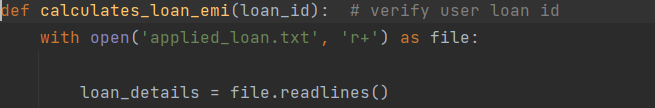 def calculates_loan_emi(loan_id):  # verify user loan id
    with open('applied_loan.txt', 'r+') as file:
        loan_details = file.readlines()